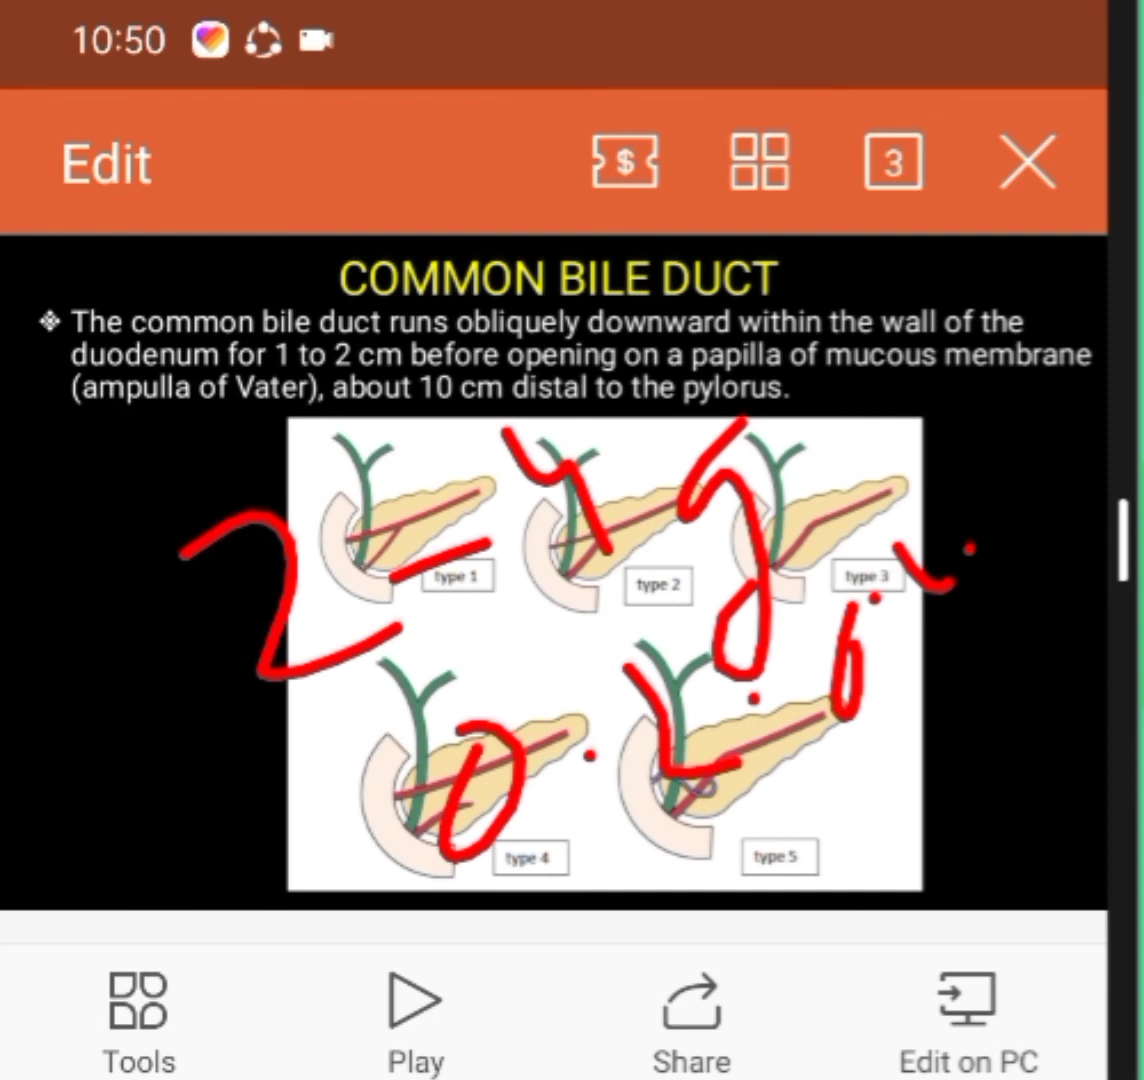 10:50
Edit
$
3
COMMON BILE DUCT
❖ The common bile duct runs obliquely downward within the wall of the
duodenum for 1 to 2 cm before opening on a papilla of mucous membrane
(ampulla of Vater), about 10 cm distal to the pylorus.
type 1
type 2
type 3
type 4
type 5
Tools
Play
Share
Edit on PC